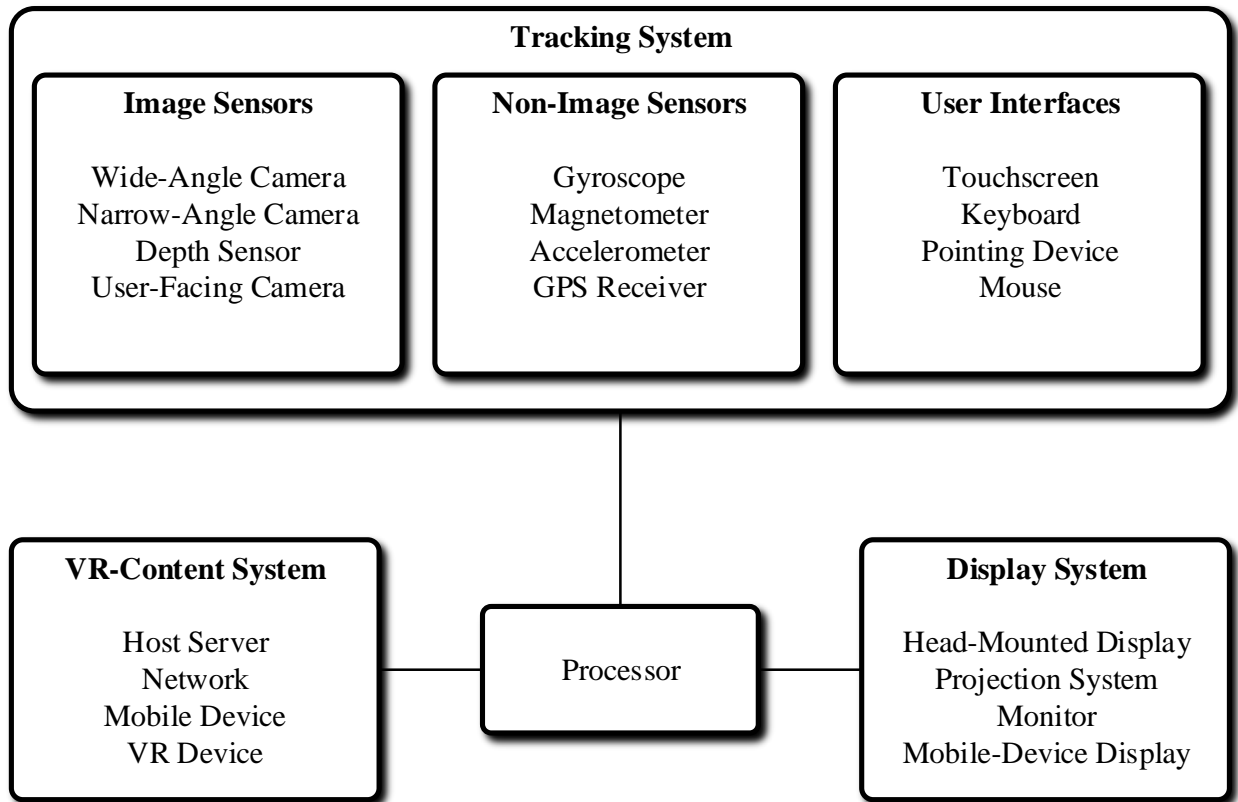 Tracking System
Image Sensors
Wide-Angle Camera
Narrow-Angle Camera
Depth Sensor
User-Facing Camera
Non-Image Sensors
Gyroscope
Magnetometer
Accelerometer
GPS Receiver
User Interfaces
Touchscreen
Keyboard
Pointing Device
Mouse
VR-Content System
Host Server
Network
Mobile Device
VR Device
Processor
Display System
Head-Mounted Display
Projection System
Monitor
Mobile-Device Display